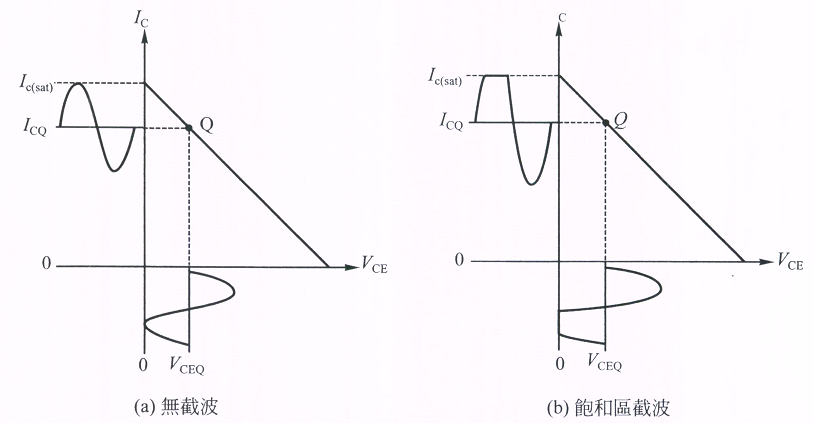 I_C
I_c(sat)
I_CQ
Q
0
V_CE
0
V_CEQ
(a) 無截波
C
I_c(sat)
I_CQ
Q
0
V_CE
0
V_CEQ
(b) 飽和區截波